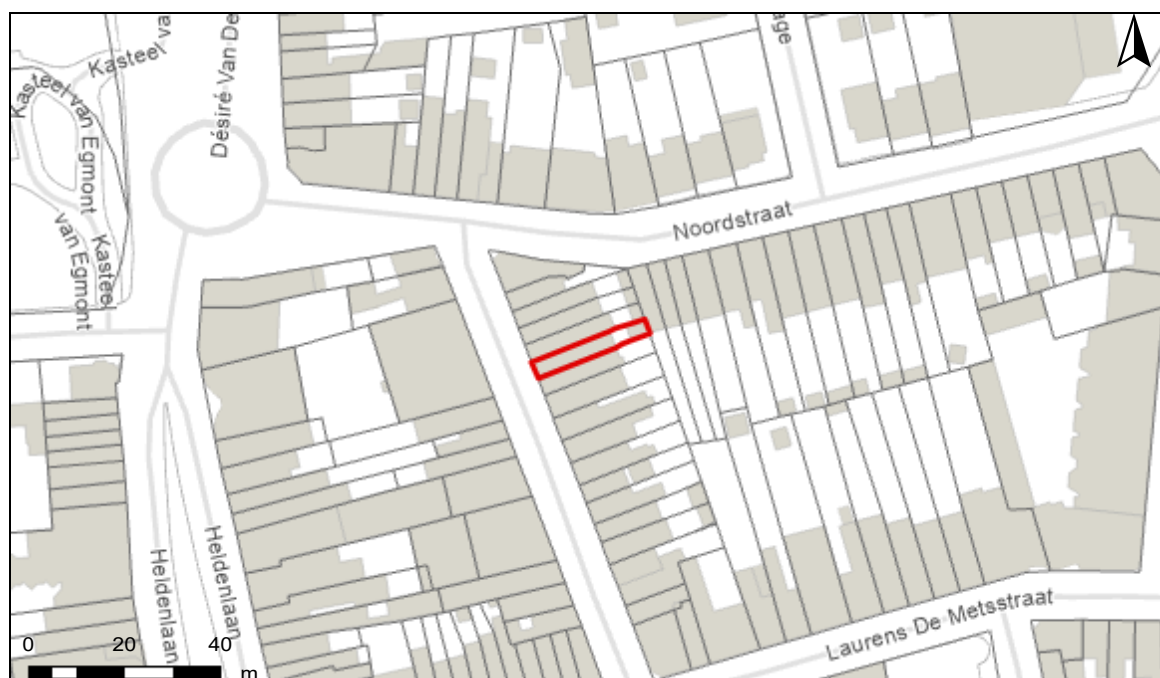 Kasteel va
Kasteel van Egmont
van Egmont
Kasteel
Désiré Van De
age
Noordstraat
Heldenlaan
Heldenlaan
Laurens De Metsstraat
0 20 40
m